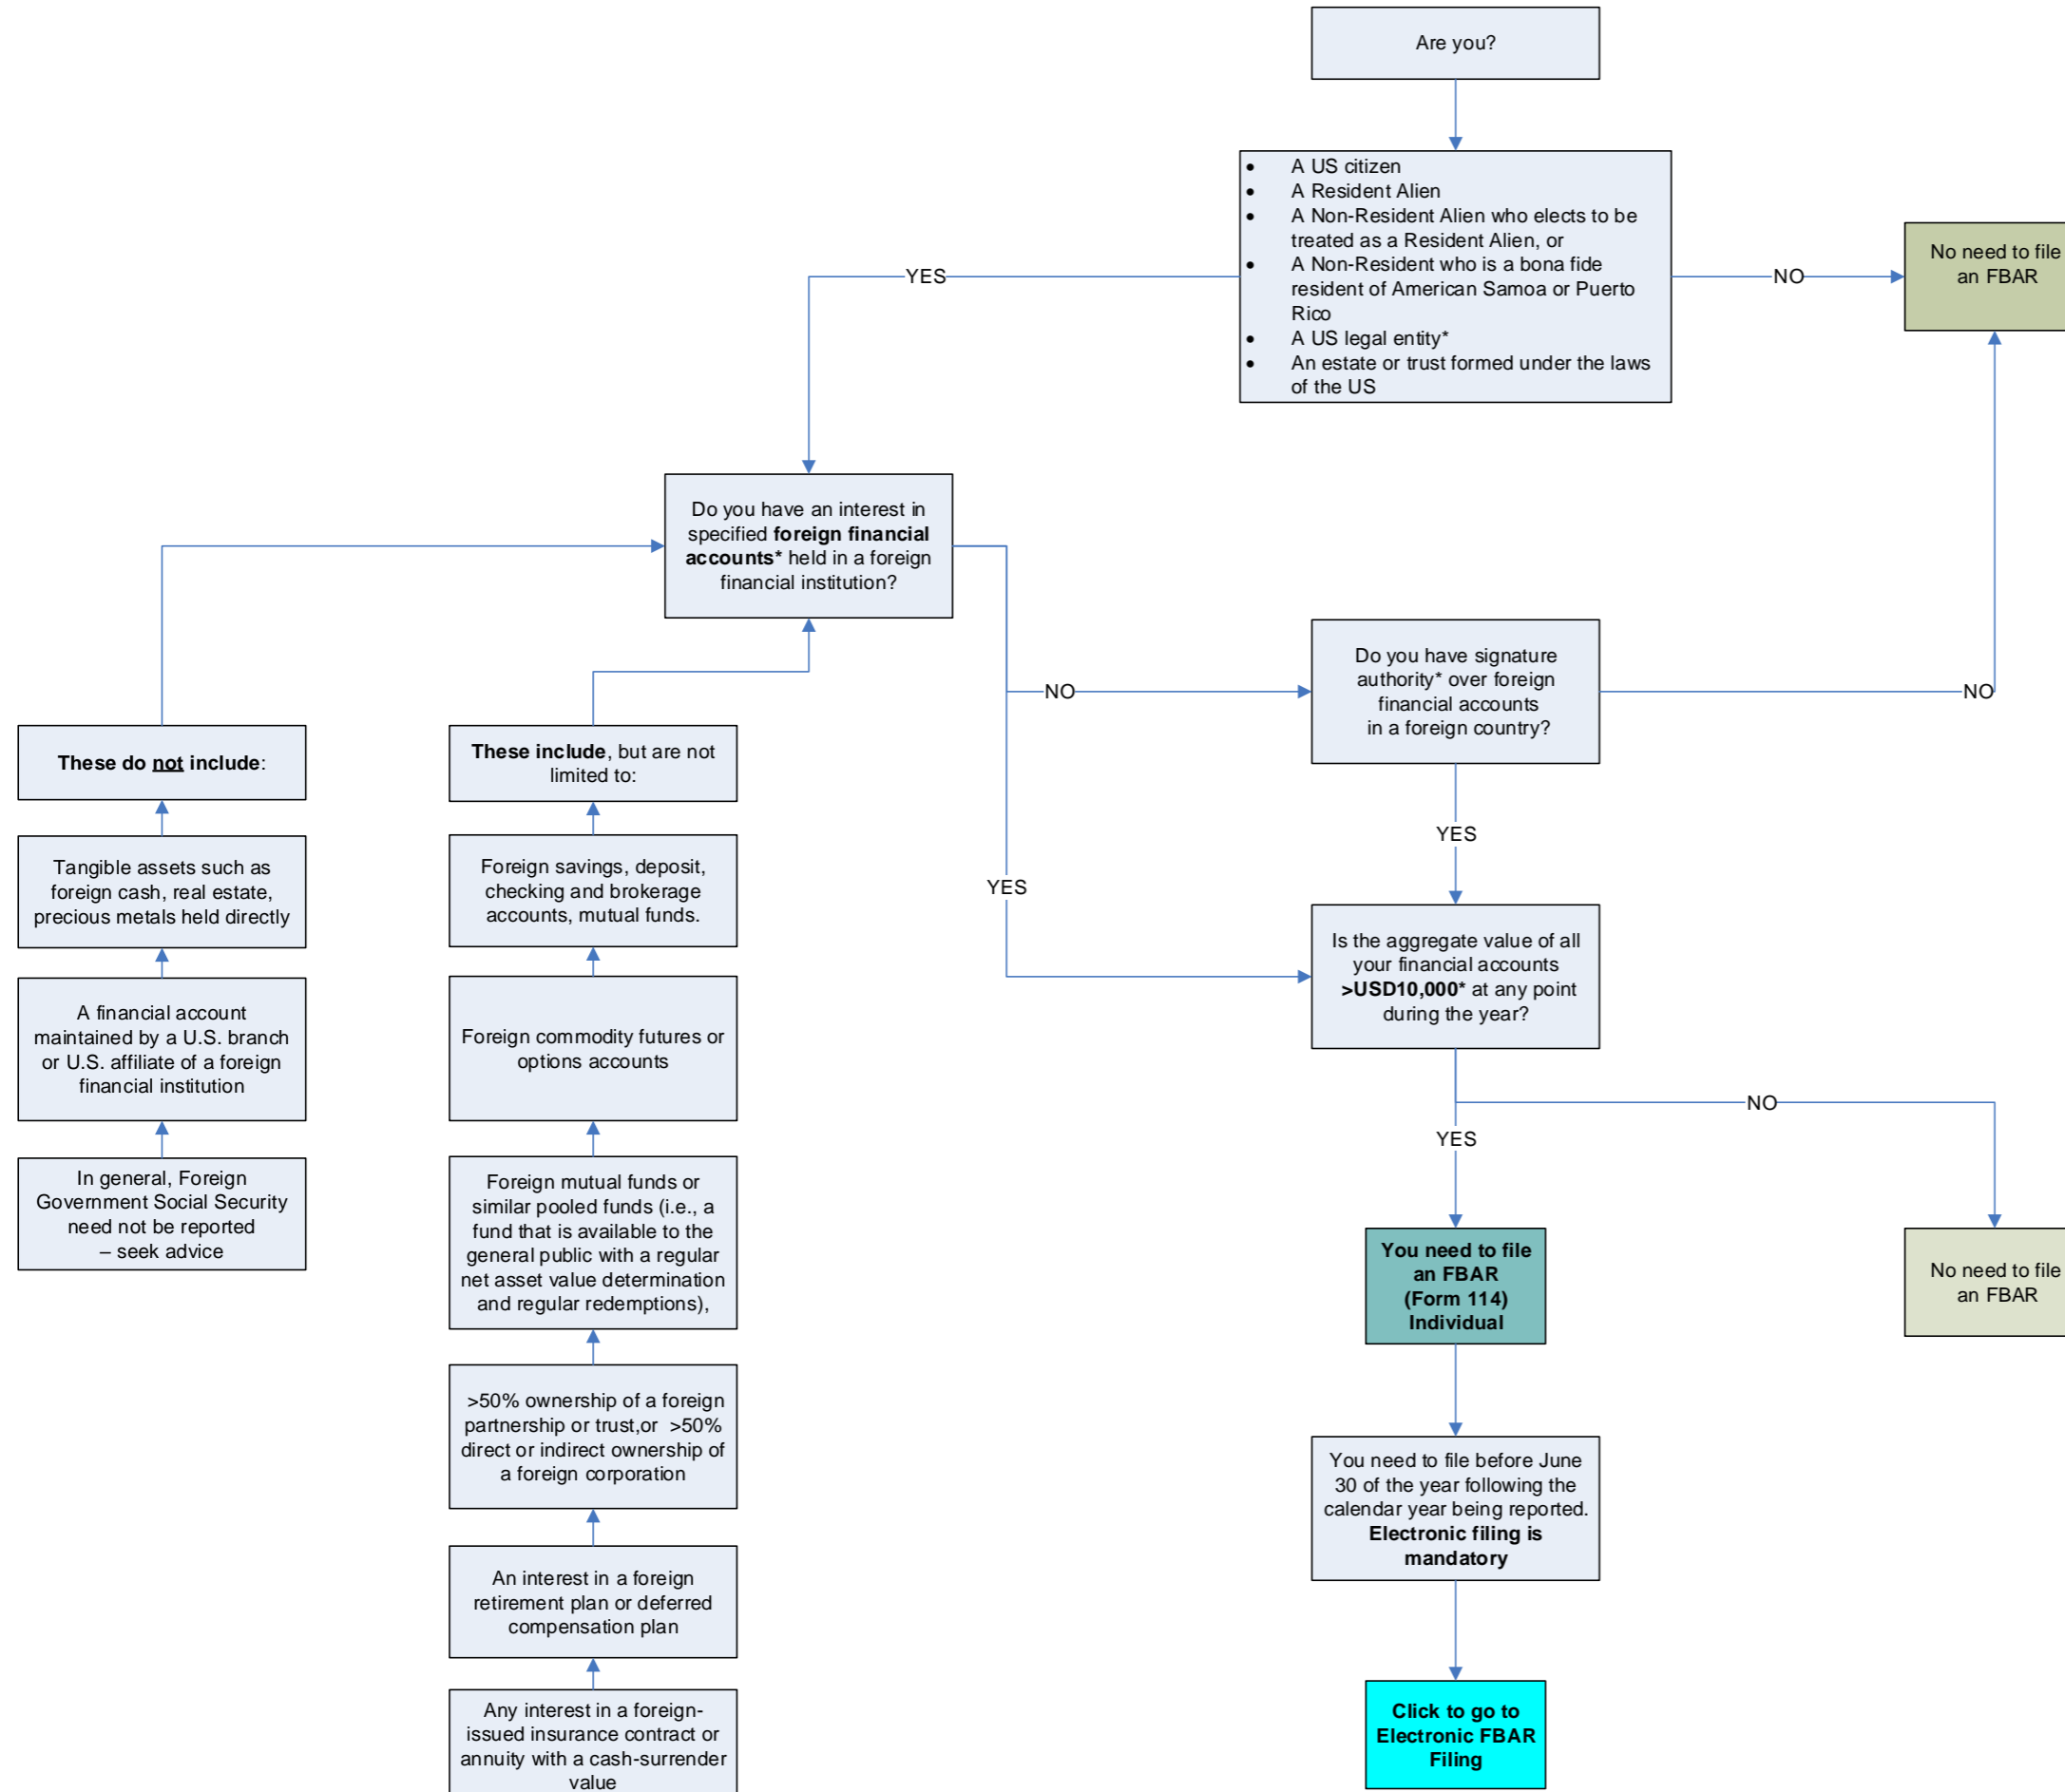 Are you?
• A US citizen
• A Resident Alien
• A Non-Resident Alien who elects to be
treated as a Resident Alien, or
• A Non-Resident who is a bona fide
resident of American Samoa or Puerto
Rico
• A US legal entity*
• An estate or trust formed under the laws
of the US
YES
NO
No need to file
an FBAR
Do you have an interest in
specified foreign financial
accounts* held in a foreign
financial institution?
NO
Do you have signature
authority* over foreign
financial accounts
in a foreign country?
NO
YES
YES
These do not include:
Tangible assets such as
foreign cash, real estate,
precious metals held directly
A financial account
maintained by a U.S. branch
or U.S. affiliate of a foreign
financial institution
In general, Foreign
Government Social Security
need not be reported
– seek advice
These include, but are not
limited to:
Foreign savings, deposit,
checking and brokerage
accounts, mutual funds.
Foreign commodity futures or
options accounts
Foreign mutual funds or
similar pooled funds (i.e., a
fund that is available to the
general public with a regular
net asset value determination
and regular redemptions),
>50% ownership of a foreign
partnership or trust,or >50%
direct or indirect ownership of
a foreign corporation
An interest in a foreign
retirement plan or deferred
compensation plan
Any interest in a foreign-
issued insurance contract or
annuity with a cash-surrender
value
Is the aggregate value of all
your financial accounts
>USD10,000* at any point
during the year?
NO
YES
You need to file
an FBAR
(Form 114)
Individual
No need to file
an FBAR
You need to file before June
30 of the year following the
calendar year being reported.
Electronic filing is
mandatory
Click to go to
Electronic FBAR
Filing